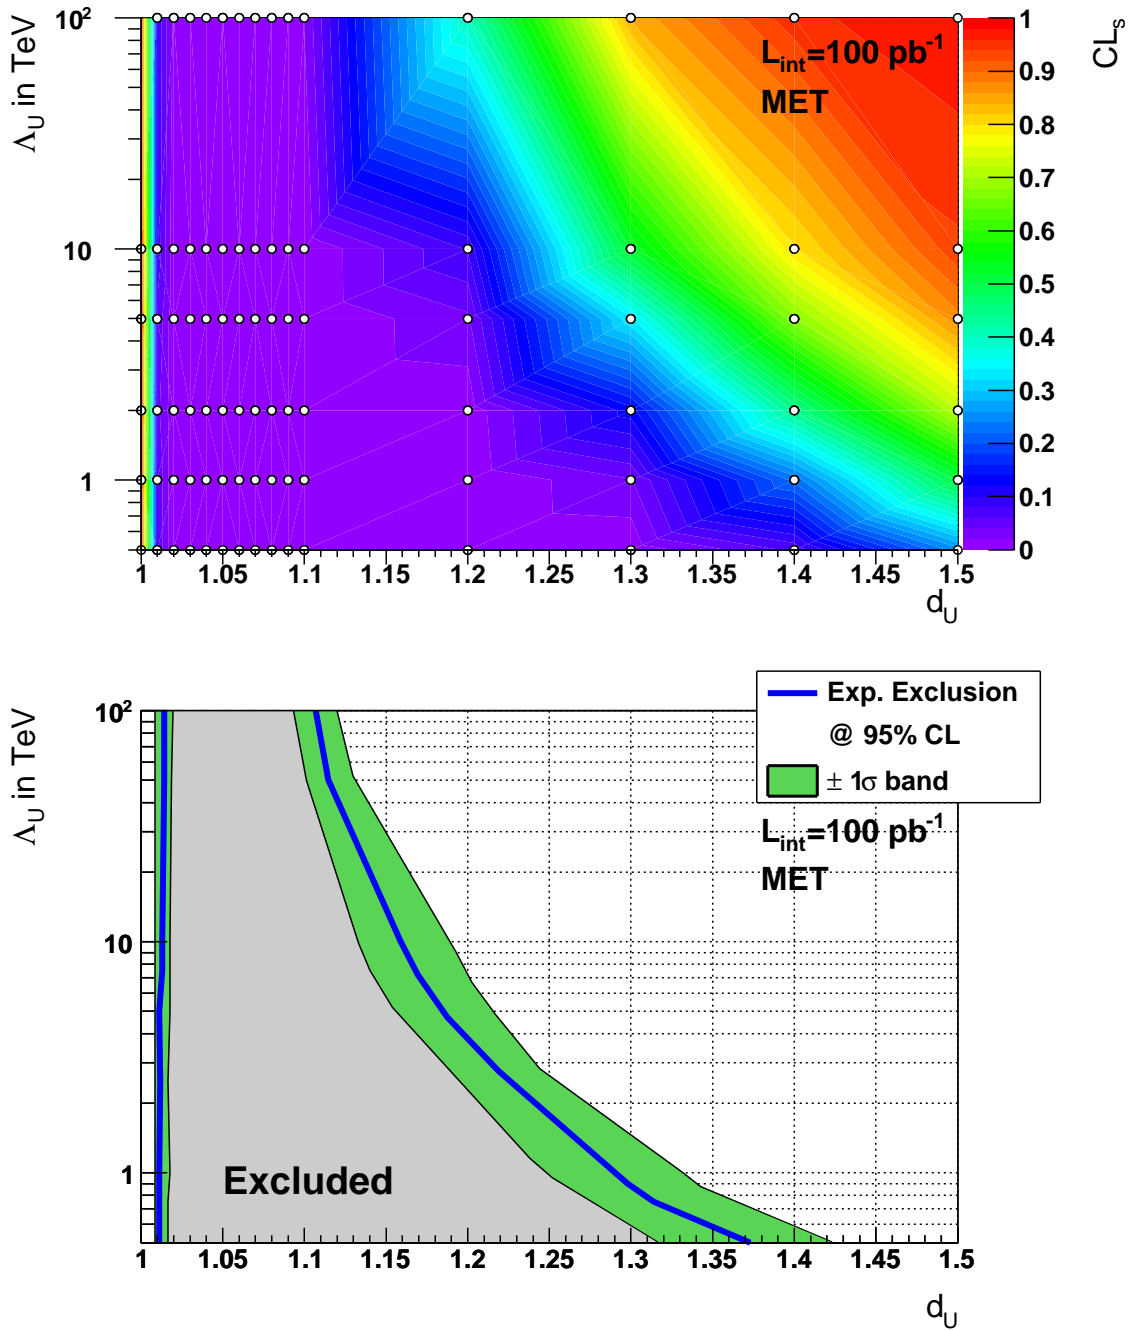 10²
10
1
Λ_U in TeV
L_int=100 pb⁻¹
MET
1
0.9
0.8
0.7
0.6
0.5
0.4
0.3
0.2
0.1
0
CL_s
1 1.05 1.1 1.15 1.2 1.25 1.3 1.35 1.4 1.45 1.5
d_U
Exp. Exclusion
@ 95% CL
± 1σ band
10²
10
1
Λ_U in TeV
L_int=100 pb⁻¹
MET
Excluded
1 1.05 1.1 1.15 1.2 1.25 1.3 1.35 1.4 1.45 1.5
d_U